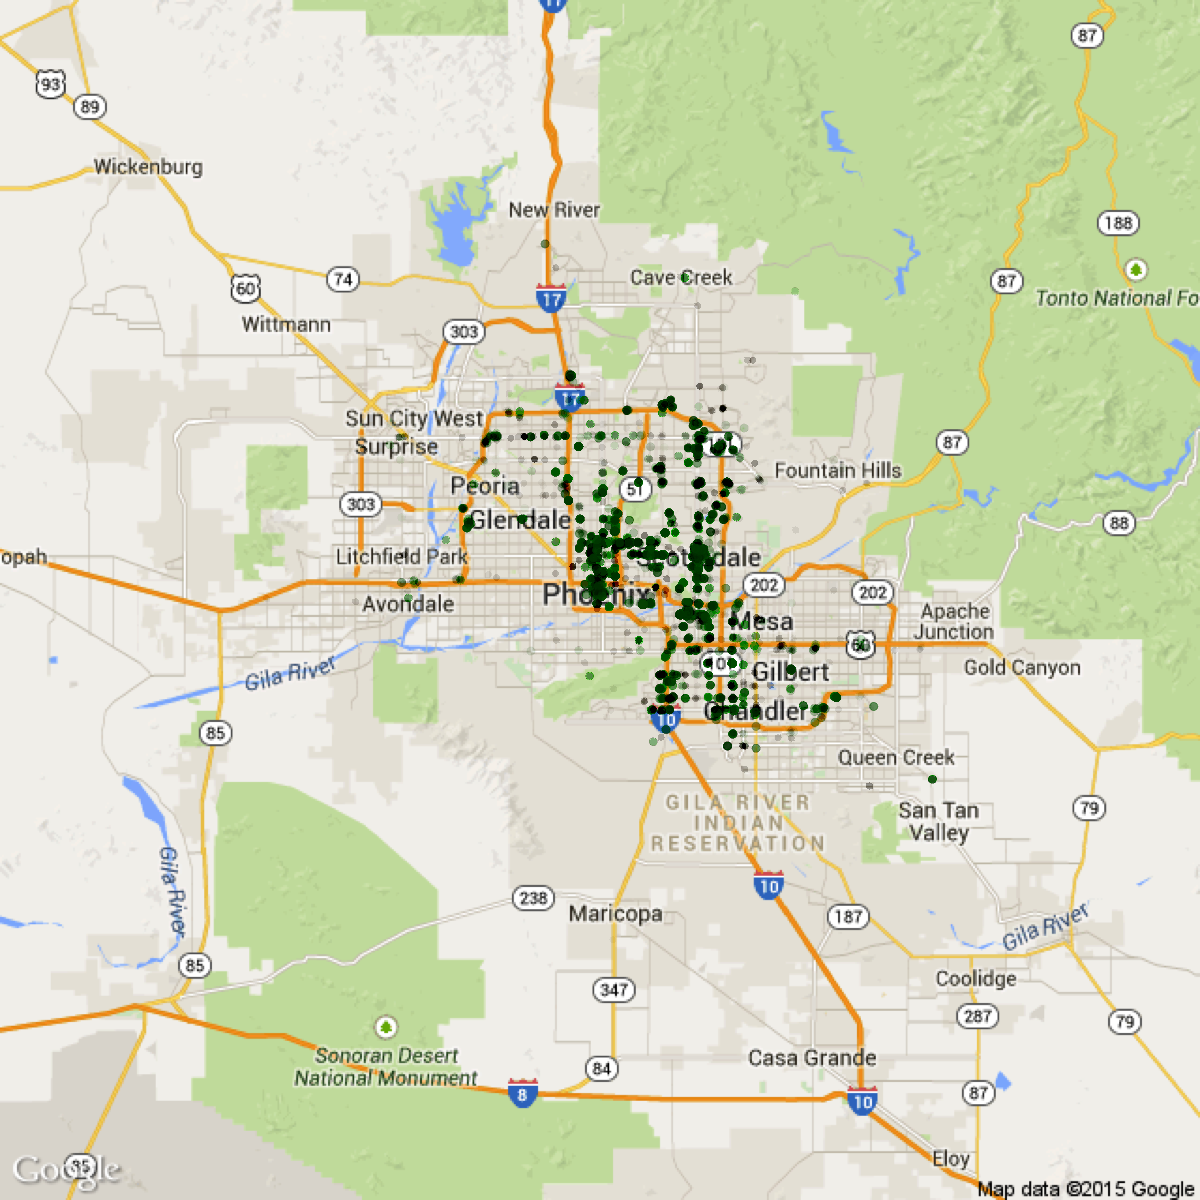 17
87
93
89
Wickenburg
188
New River
74
60
Cave Creek
87
Tonto National Fo
17
Wittmann
303
17
Sun City West
Surprise
87
Fountain Hills
Peoria
51
303
Glendale
88
opah
Litchfield Park
Scottsdale
202
202
Phoenix
Avondale
Apache
Junction
Mesa
60
Gila River
Gilbert
Gold Canyon
10
Chandler
85
Queen Creek
GILA RIVER
INDIAN
RESERVATION
San Tan
Valley
79
Gila River
10
238
Maricopa
187
Gila River
85
Coolidge
347
287
79
Sonoran Desert
National Monument
84
Casa Grande
8
87
10
Eloy
85
Google
Map data ©2015 Google